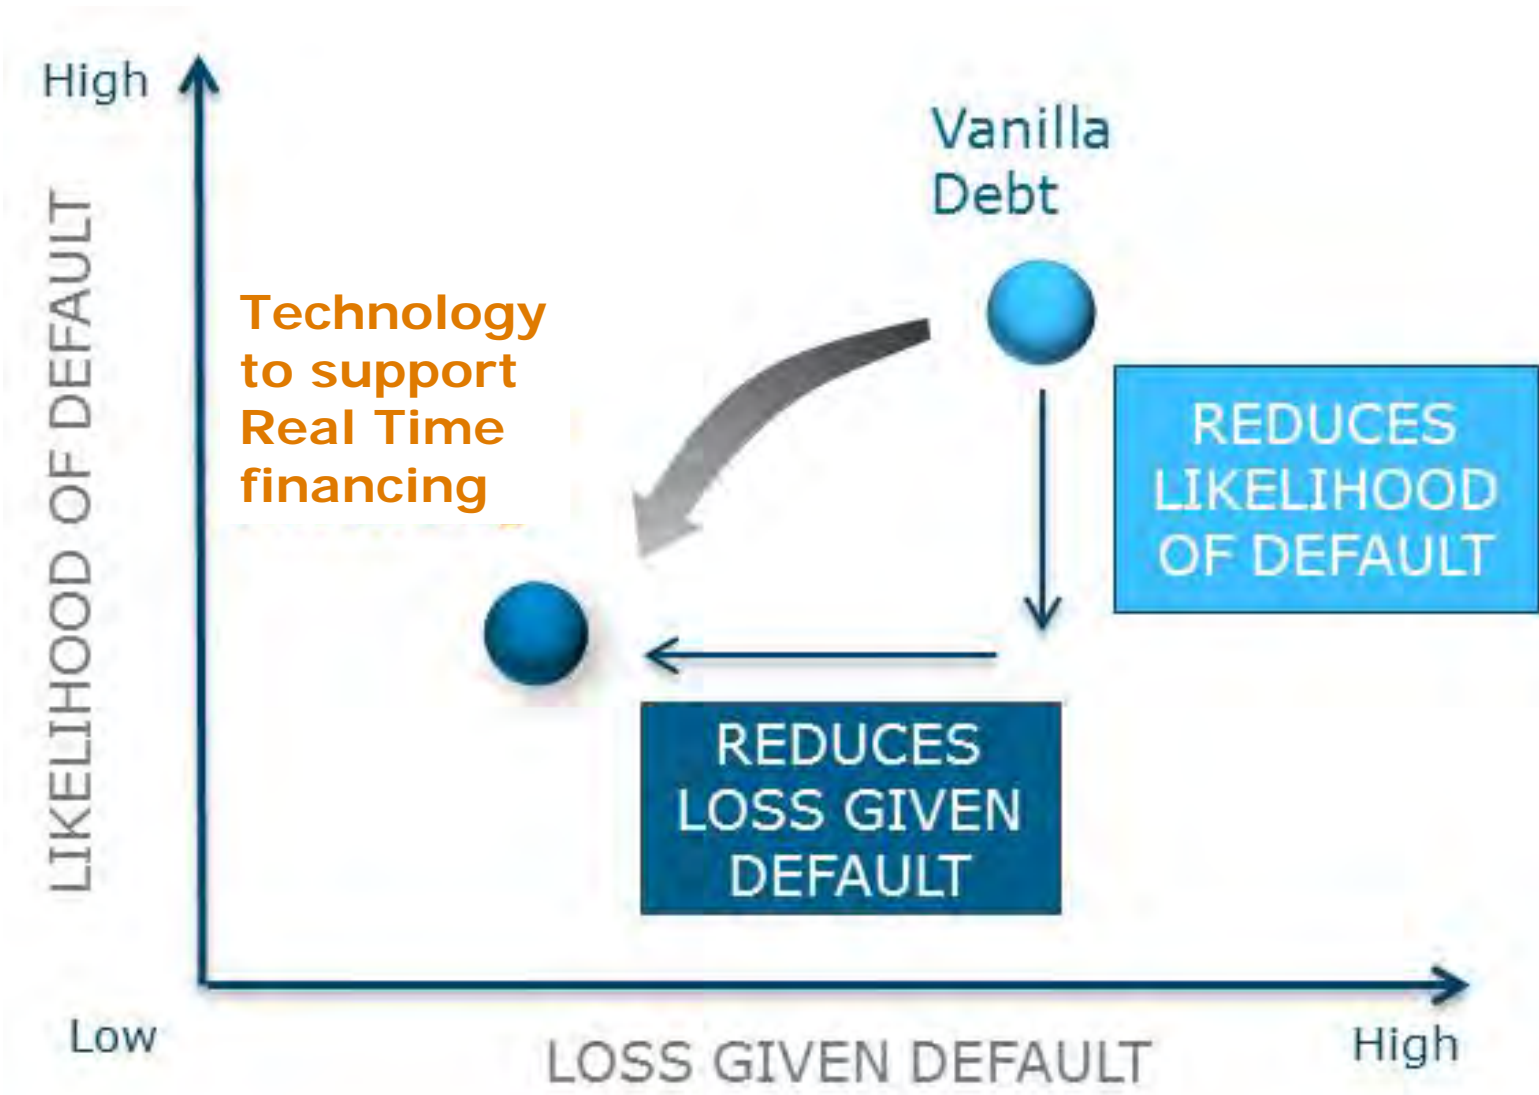 High
Vanilla
Debt
LIKELIHOOD OF DEFAULT
Technology
to support
Real Time
financing
REDUCES
LIKELIHOOD
OF DEFAULT
REDUCES
LOSS GIVEN
DEFAULT
Low
LOSS GIVEN DEFAULT
High